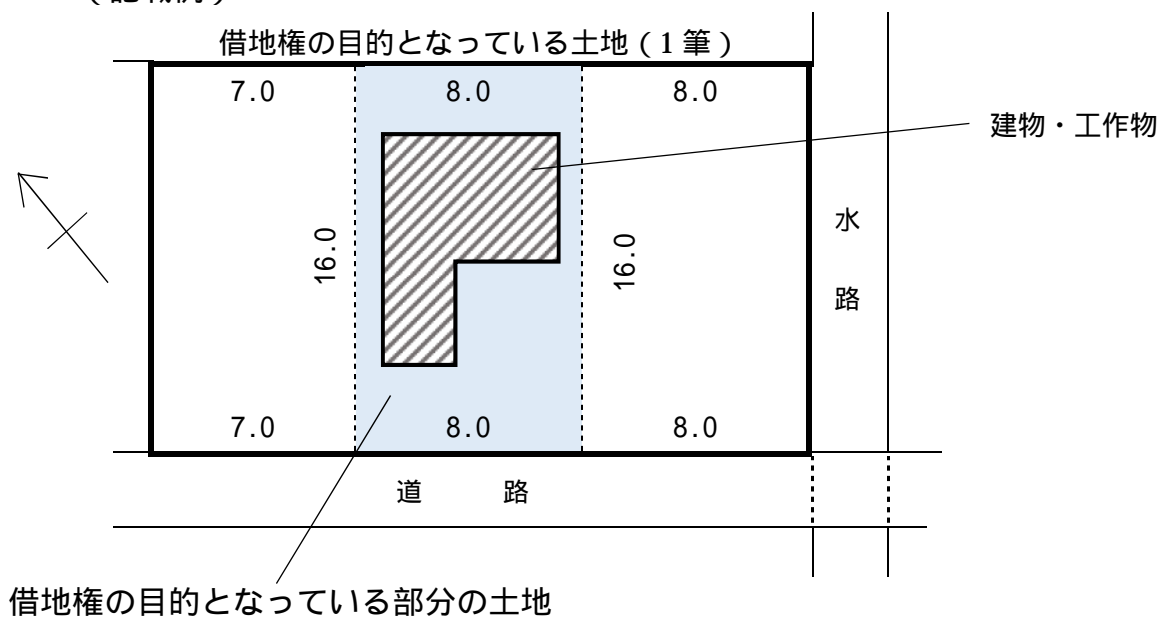 (記載例)
借地権の目的となっている土地(1筆)
7.0 8.0 8.0
建物・工作物
16.0 16.0
水路
7.0 8.0 8.0
道 路
借地権の目的となっている部分の土地